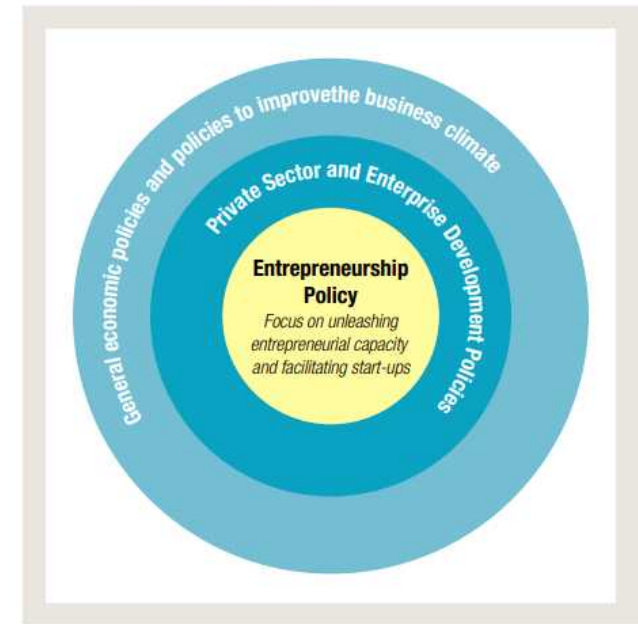 General economic policies and policies to improvethe business climate
Private Sector and Enterprise Development Policies
Entrepreneurship
Policy
Focus on unleashing
entrepreneurial capacity
and facilitating start-ups